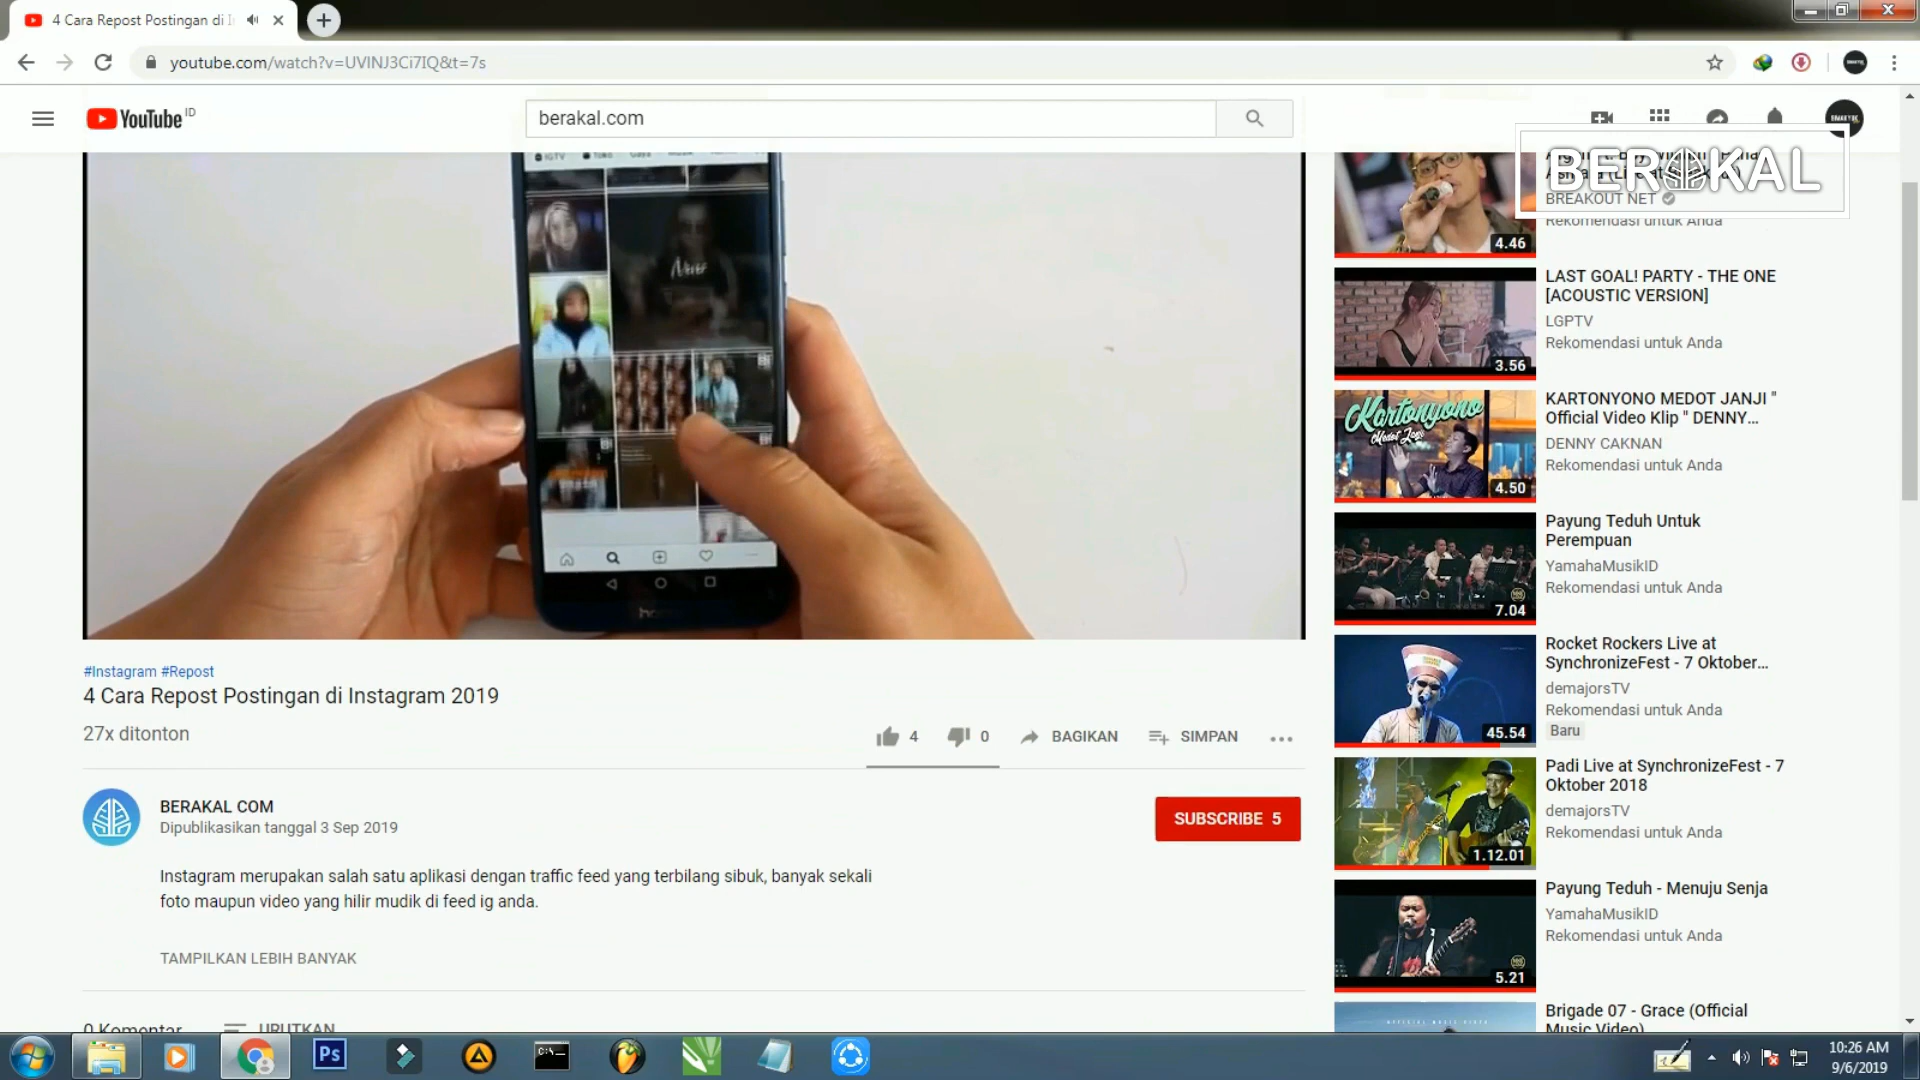 4 Cara Repost Postingan di I
youtube.com/watch?v=UVINJ3Ci7IQ&t=7s
YouTube ID
berakal.com
BERAKAL
BREAKOUT NET
Rekomendasi untuk Anda
4.46
LAST GOAL! PARTY - THE ONE
[ACOUSTIC VERSION]
LGPTV
Rekomendasi untuk Anda
3.56
KARTONYONO MEDOT JANJI "
Official Video Klip " DENNY...
DENNY CAKNAN
Rekomendasi untuk Anda
Kartonyono
Medot Janji
4.50
Payung Teduh Untuk
Perempuan
YamahaMusikID
Rekomendasi untuk Anda
7.04
Rocket Rockers Live at
SynchronizeFest - 7 Oktober...
demajorsTV
Rekomendasi untuk Anda
Baru
45.54
Padi Live at SynchronizeFest - 7
Oktober 2018
demajorsTV
Rekomendasi untuk Anda
1.12.01
Payung Teduh - Menuju Senja
YamahaMusikID
Rekomendasi untuk Anda
5.21
Brigade 07 - Grace (Official
Music Video)
IGTV
Toko
Never
#Instagram #Repost
4 Cara Repost Postingan di Instagram 2019
27x ditonton
4 0 BAGIKAN SIMPAN
BERAKAL COM
Dipublikasikan tanggal 3 Sep 2019
SUBSCRIBE 5
Instagram merupakan salah satu aplikasi dengan traffic feed yang terbilang sibuk, banyak sekali
foto maupun video yang hilir mudik di feed ig anda.
TAMPILKAN LEBIH BANYAK
0 Komentar URUTKAN
Ps
C:\
10:26 AM
9/6/2019